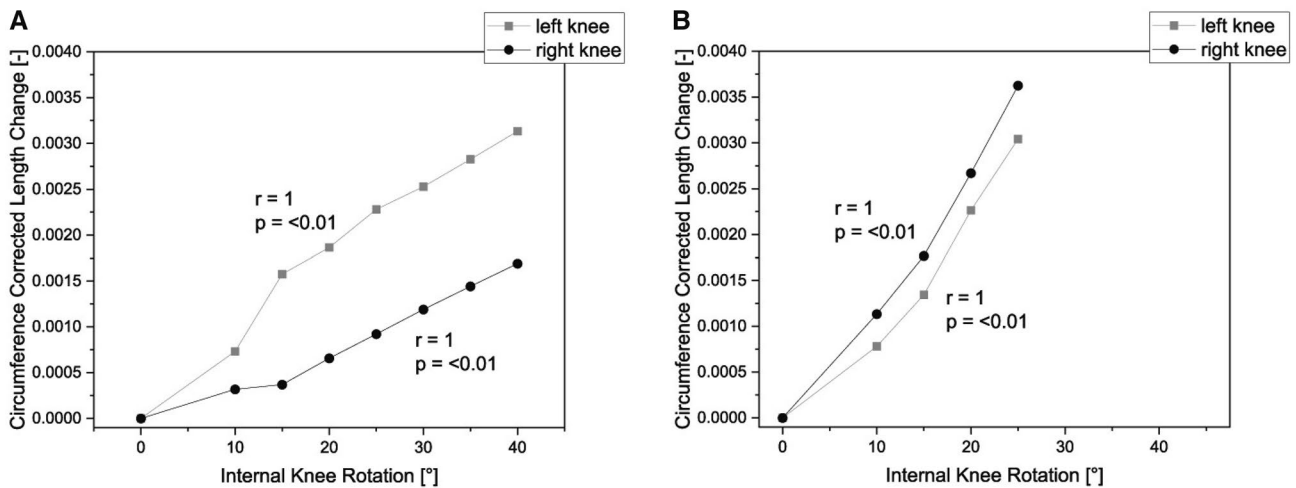 A
left knee
right knee
Circumference Corrected Length Change [-]
0.0040
0.0035
0.0030
0.0025
0.0020
0.0015
0.0010
0.0005
0.0000
r = 1
p = <0.01
r = 1
p = <0.01
0
10
20
30
40
Internal Knee Rotation [°]
B
left knee
right knee
Circumference Corrected Length Change [-]
0.0040
0.0035
0.0030
0.0025
0.0020
0.0015
0.0010
0.0005
0.0000
r = 1
p = <0.01
r = 1
p = <0.01
0
10
20
30
40
Internal Knee Rotation [°]